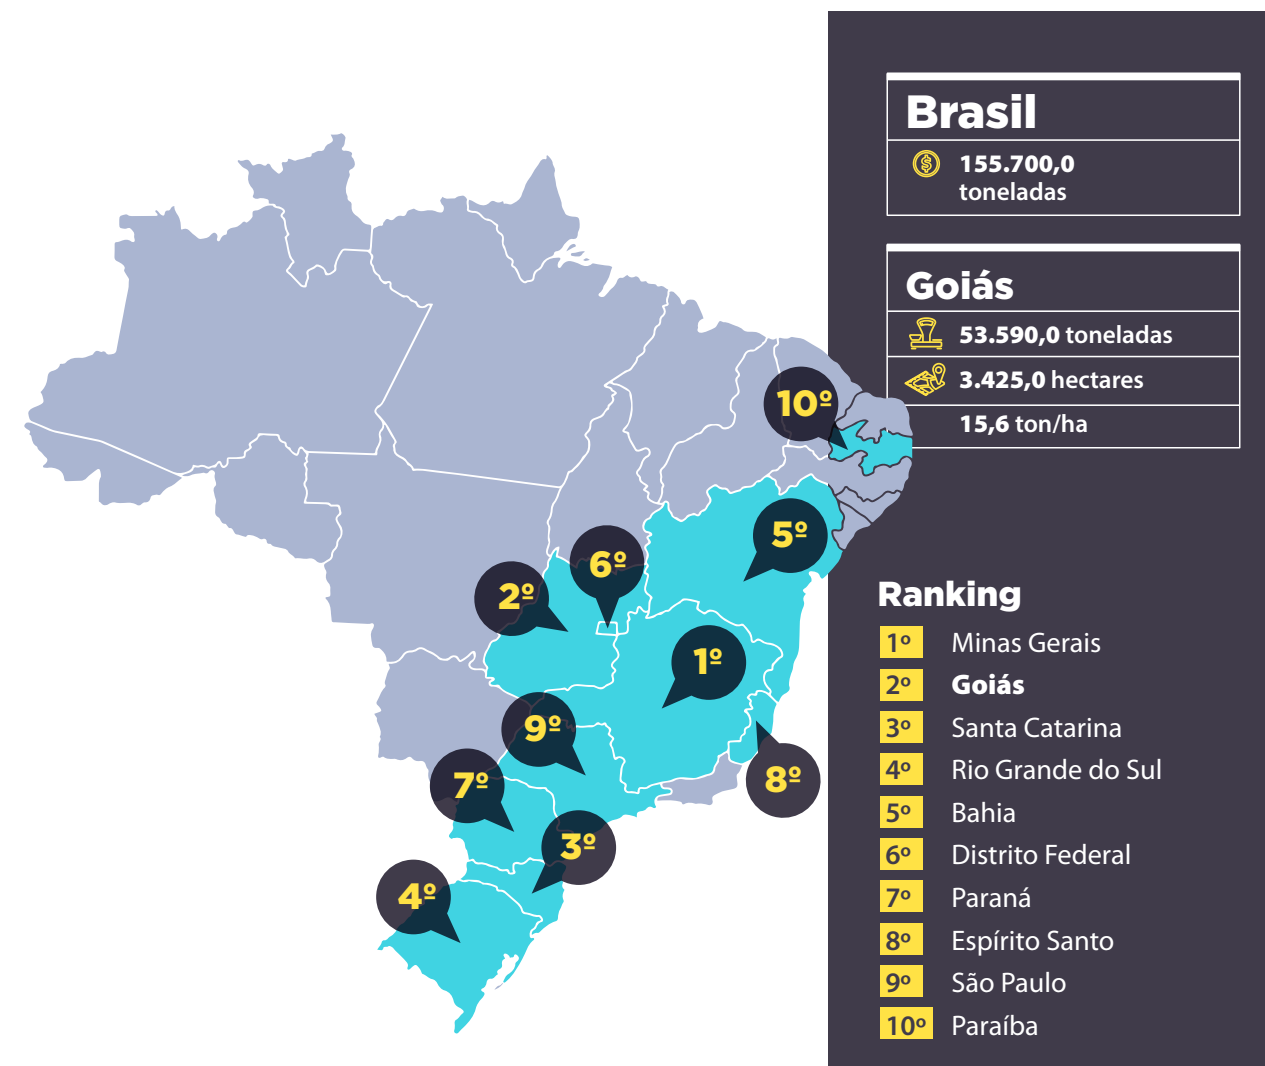 Brasil
155.700,0
toneladas
Goiás
53.590,0 toneladas
3.425,0 hectares
15,6 ton/ha
10º
5º
6º
2º
1º
9º
8º
7º
3º
4º
Ranking
1º Minas Gerais
2º Goiás
3º Santa Catarina
4º Rio Grande do Sul
5º Bahia
6º Distrito Federal
7º Paraná
8º Espírito Santo
9º São Paulo
10º Paraíba